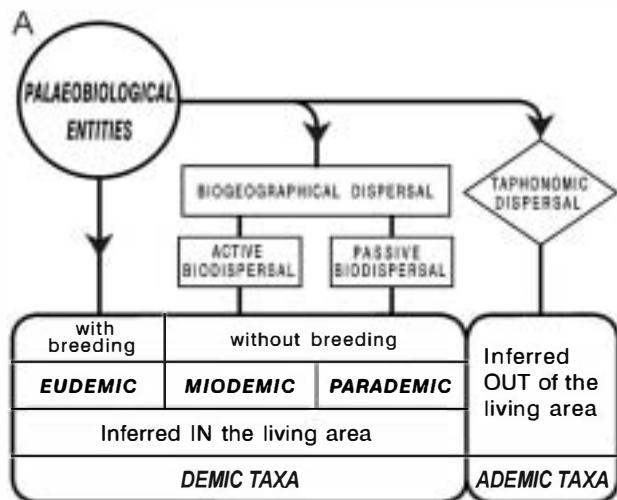 A
PALAEOBIOLOGICAL
ENTITIES
BIOGEOGRAPHICAL DISPERSAL
TAPHONOMIC
DISPERSAL
ACTIVE
BIODISPERSAL
PASSIVE
BIODISPERSAL
with
breeding
without breeding
EUDEMIC
MIODEMIC
PARADEMIC
Inferred IN the living area
DEMIC TAXA
Inferred
OUT of the
living area
ADEMIC TAXA